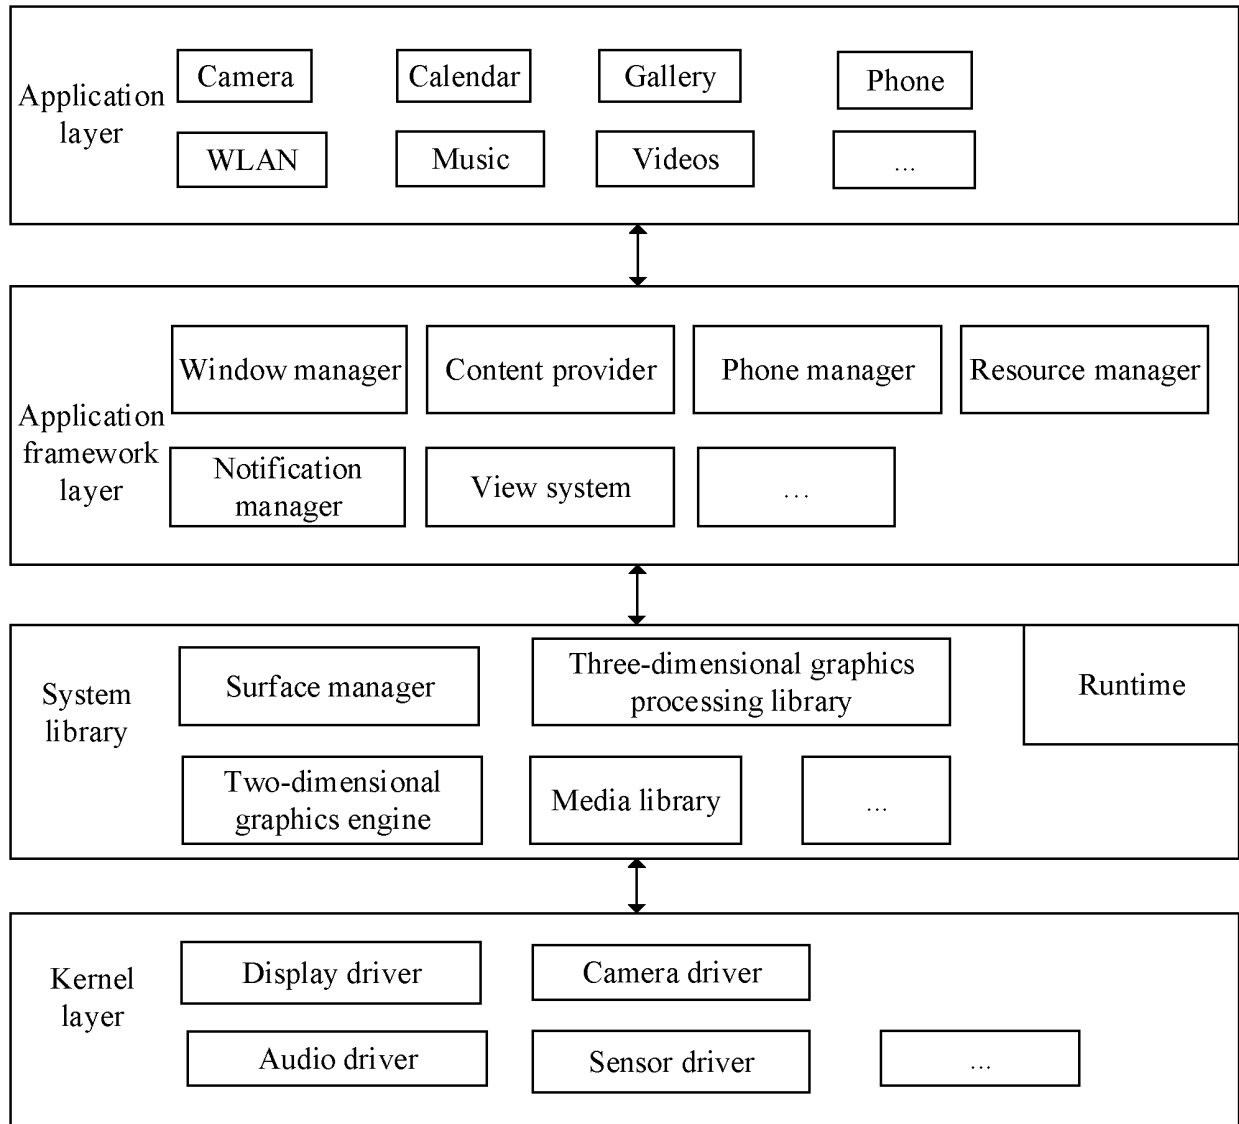 Application
layer
Camera
Calendar
Gallery
Phone
WLAN
Music
Videos
...
Application
framework
layer
Window manager
Content provider
Phone manager
Resource manager
Notification
manager
View system
...
System
library
Surface manager
Three-dimensional graphics
processing library
Runtime
Two-dimensional
graphics engine
Media library
...
Kernel
layer
Display driver
Camera driver
Audio driver
Sensor driver
...